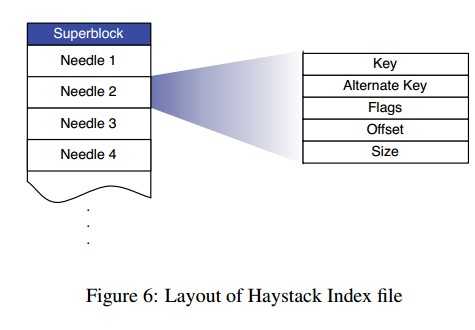 Superblock
Needle 1
Needle 2
Needle 3
Needle 4
Key
Alternate Key
Flags
Offset
Size
Figure 6: Layout of Haystack Index file